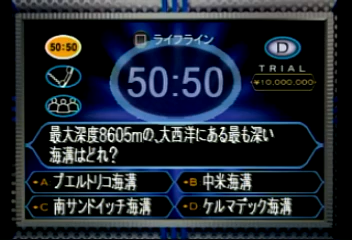 50:50
ライフライン
50:50
D
TRIAL
¥10,000,000
最大深度8605mの、大西洋にある最も深い
海溝はどれ?
A プエルトリコ海溝
B 中米海溝
C 南サンドイッチ海溝
D ケルマデック海溝